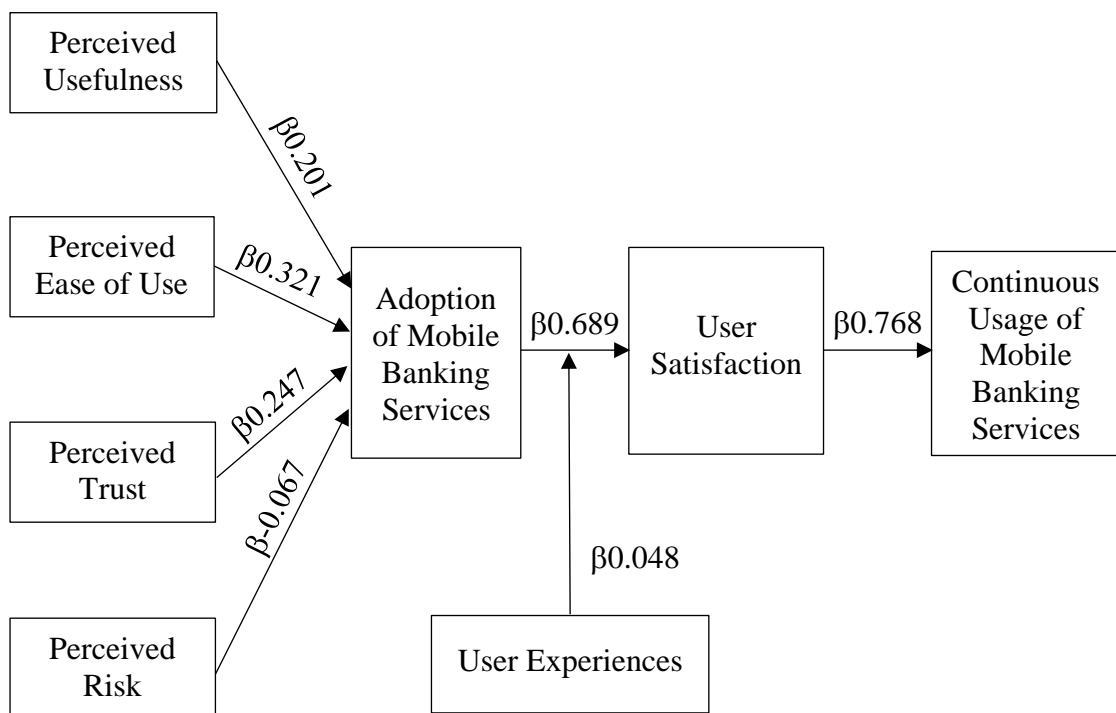 Perceived
Usefulness
β0.201
Perceived
Ease of Use
β0.321
Perceived
Trust
β0.247
Perceived
Risk
β-0.067
Adoption
of Mobile
Banking
Services
β0.689
User
Satisfaction
β0.768
Continuous
Usage of
Mobile
Banking
Services
β0.048
User Experiences